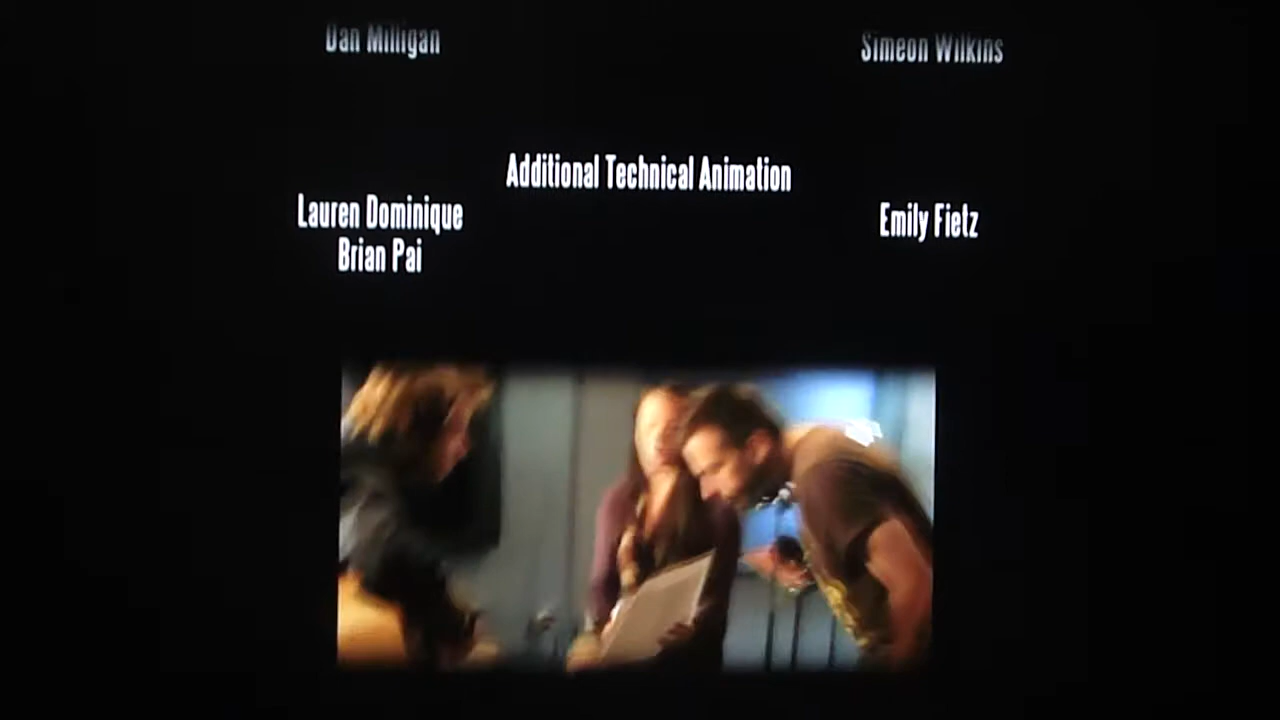 Dan Milligan
Simeon Wilkins
Additional Technical Animation
Lauren Dominique
Emily Fietz
Brian Pai